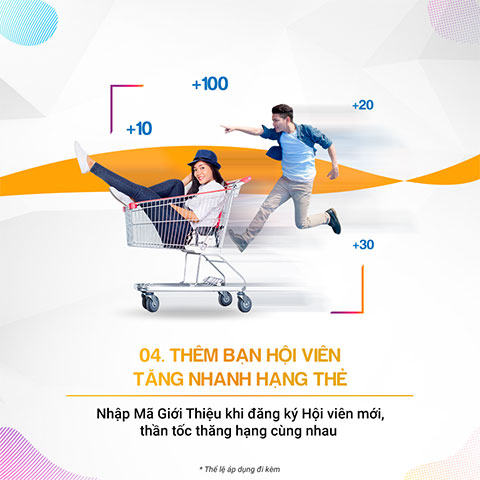 +100
+20
+10
+30
04. THÊM BẠN HỘI VIÊN
TĂNG NHANH HẠNG THẺ
Nhập Mã Giới Thiệu khi đăng ký Hội viên mới,
thần tốc thăng hạng cùng nhau
* Thể lệ áp dụng đi kèm